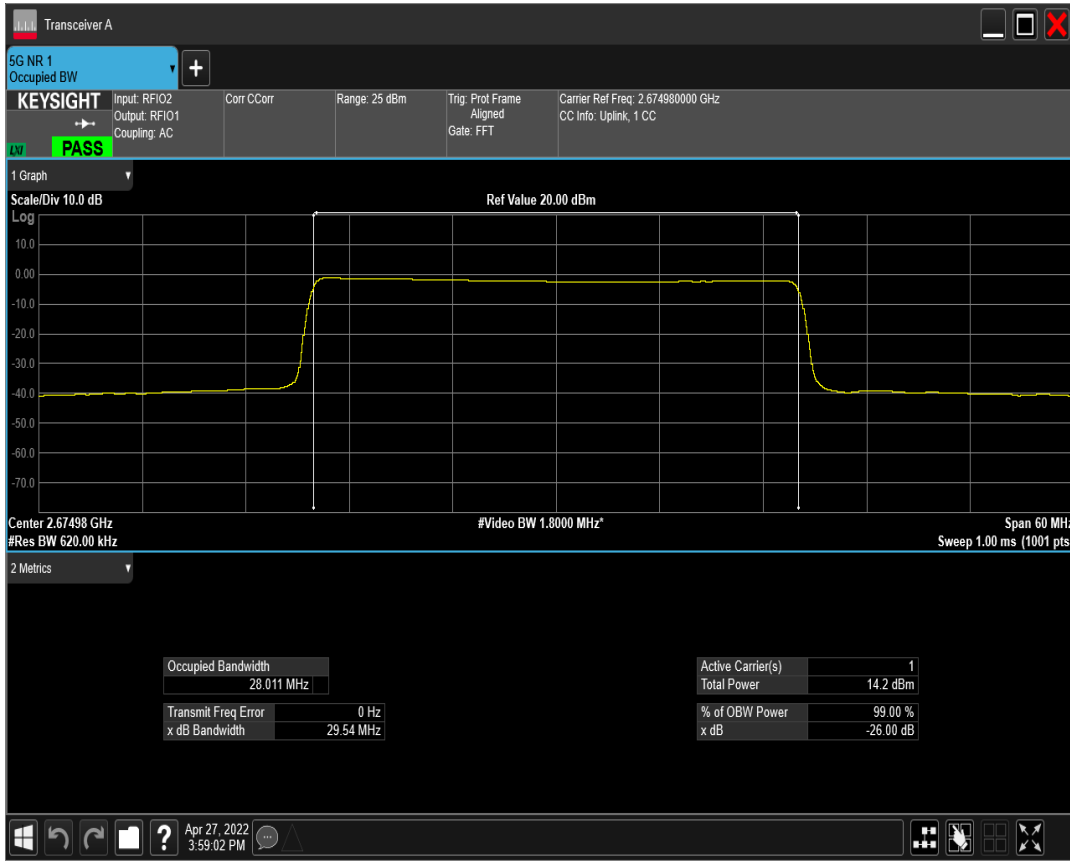 Transceiver A
5G NR 1
Occupied BW
+
KEYSIGHT
LXI
PASS
Input: RFIO2
Output: RFIO1
Coupling: AC
Corr CCorr
Range: 25 dBm
Trig: Prot Frame
Aligned
Gate: FFT
Carrier Ref Freq: 2.674980000 GHz
CC Info: Uplink, 1 CC
1 Graph
Scale/Div 10.0 dB
Ref Value 20.00 dBm
Log
10.0
0.00
-10.0
-20.0
-30.0
-40.0
-50.0
-60.0
-70.0
Center 2.67498 GHz
#Video BW 1.8000 MHz*
Span 60 MHz
#Res BW 620.00 kHz
Sweep 1.00 ms (1001 pts
2 Metrics
Occupied Bandwidth
28.011 MHz
Transmit Freq Error 0 Hz
x dB Bandwidth 29.54 MHz
Active Carrier(s) 1
Total Power 14.2 dBm
% of OBW Power 99.00 %
x dB -26.00 dB
?
Apr 27, 2022
3:59:02 PM